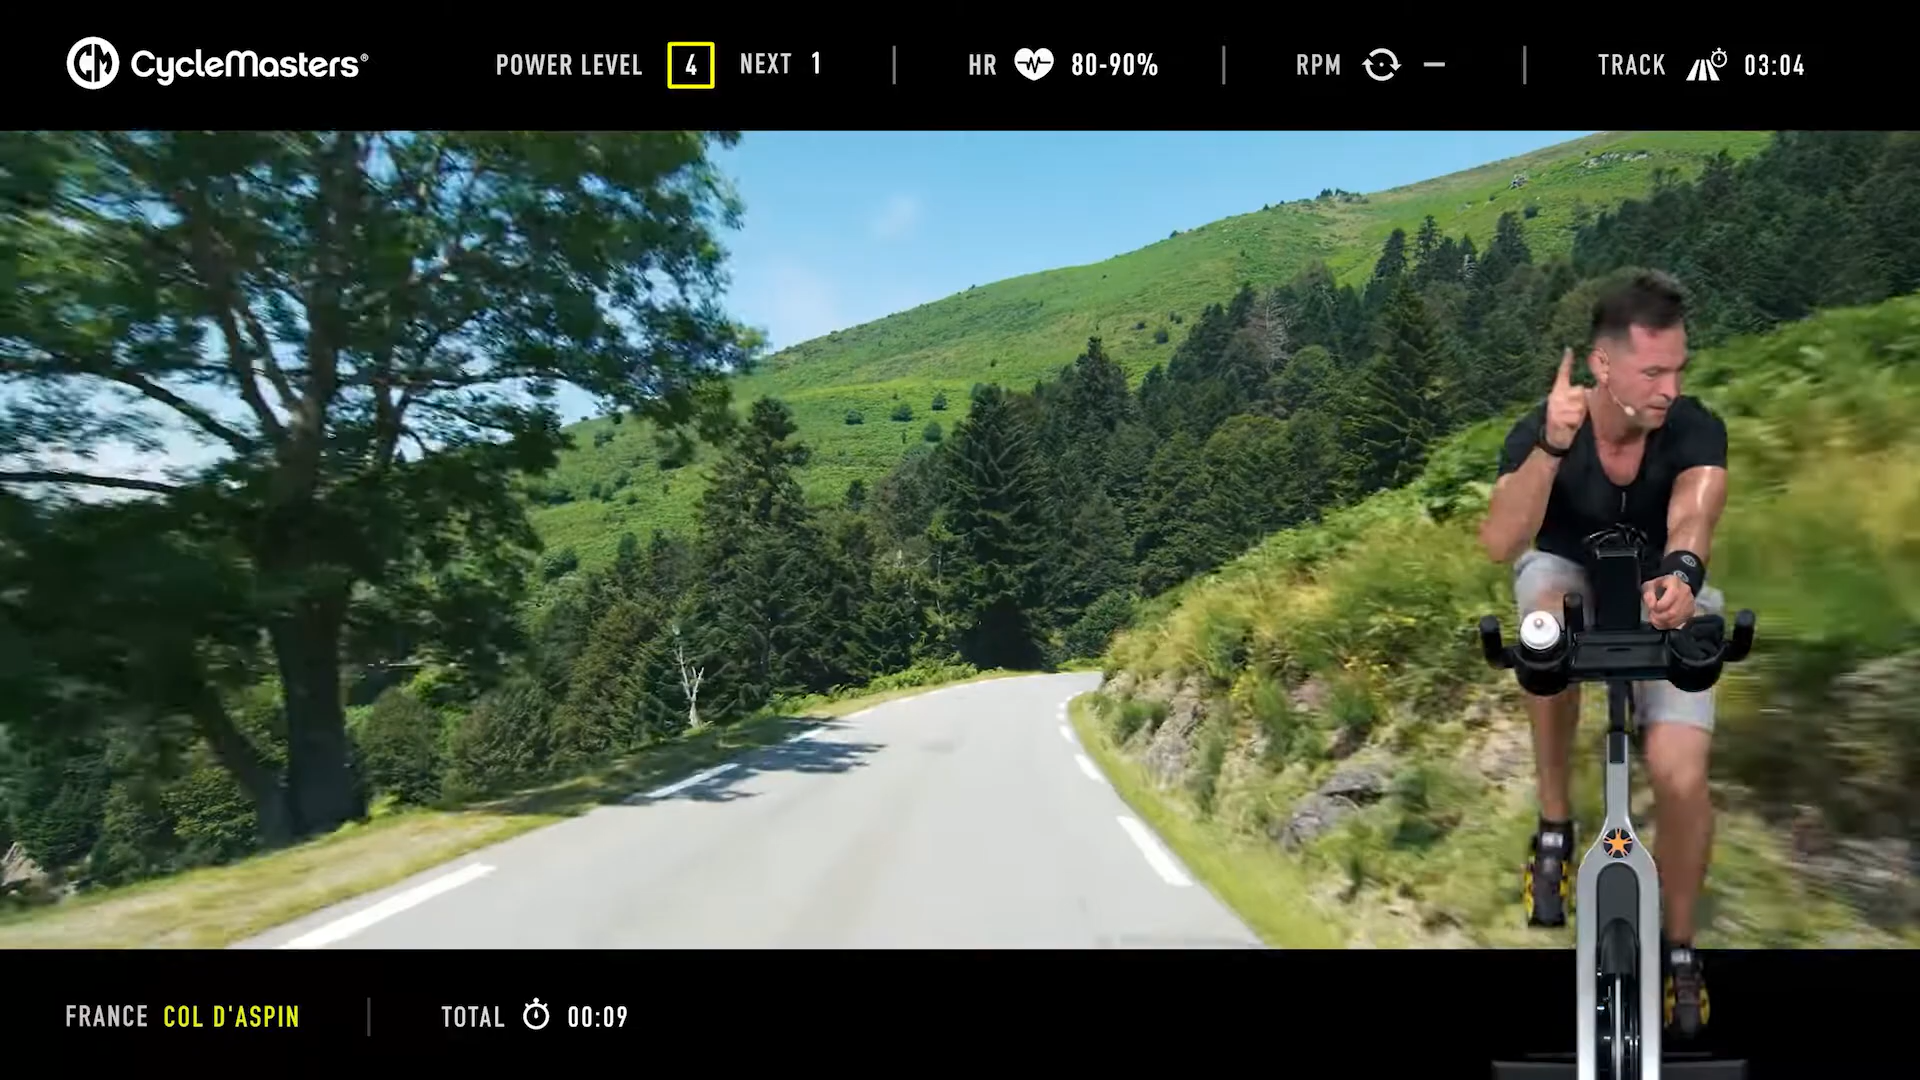 CM CycleMasters®
POWER LEVEL 4 NEXT 1
HR 80-90%
RPM –
TRACK 03:04
FRANCE COL D'ASPIN
TOTAL 00:09